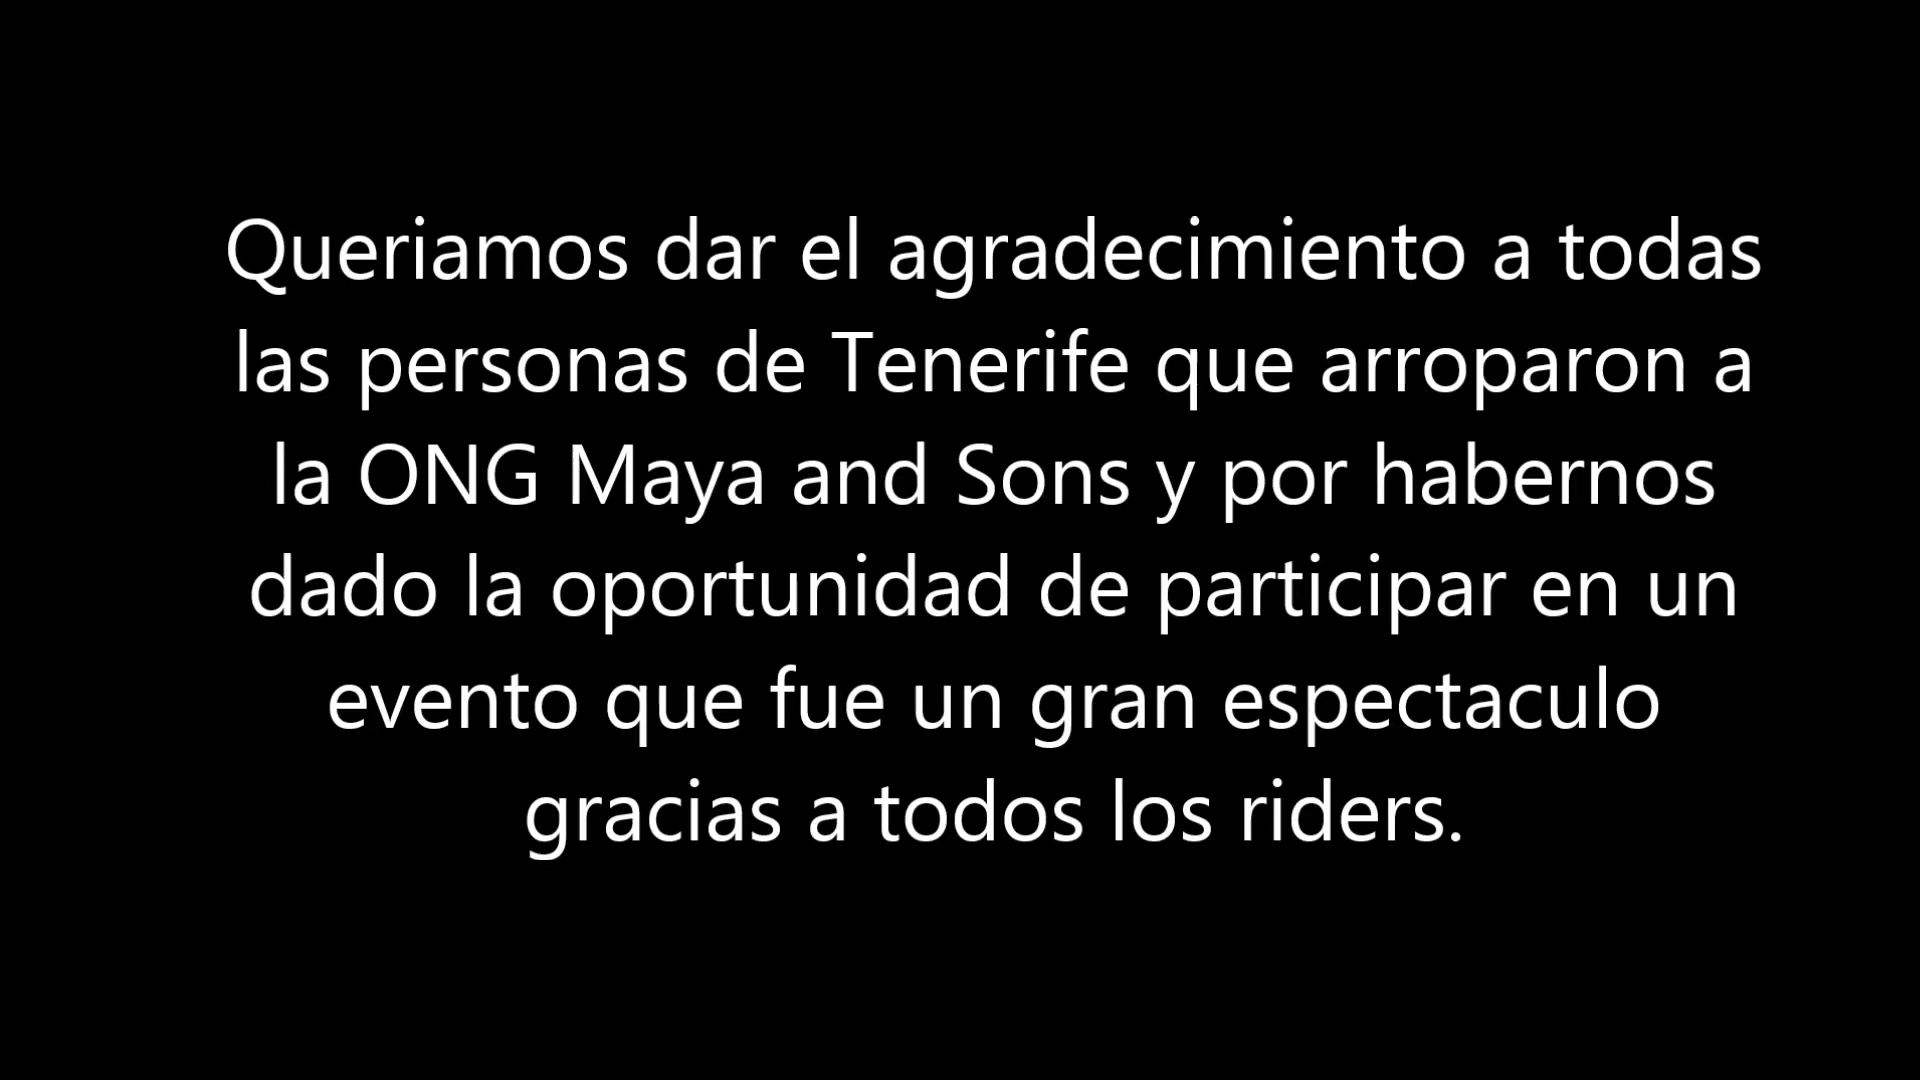 Queriamos dar el agradecimiento a todas
las personas de Tenerife que arroparon a
la ONG Maya and Sons y por habernos
dado la oportunidad de participar en un
evento que fue un gran espectaculo
gracias a todos los riders.